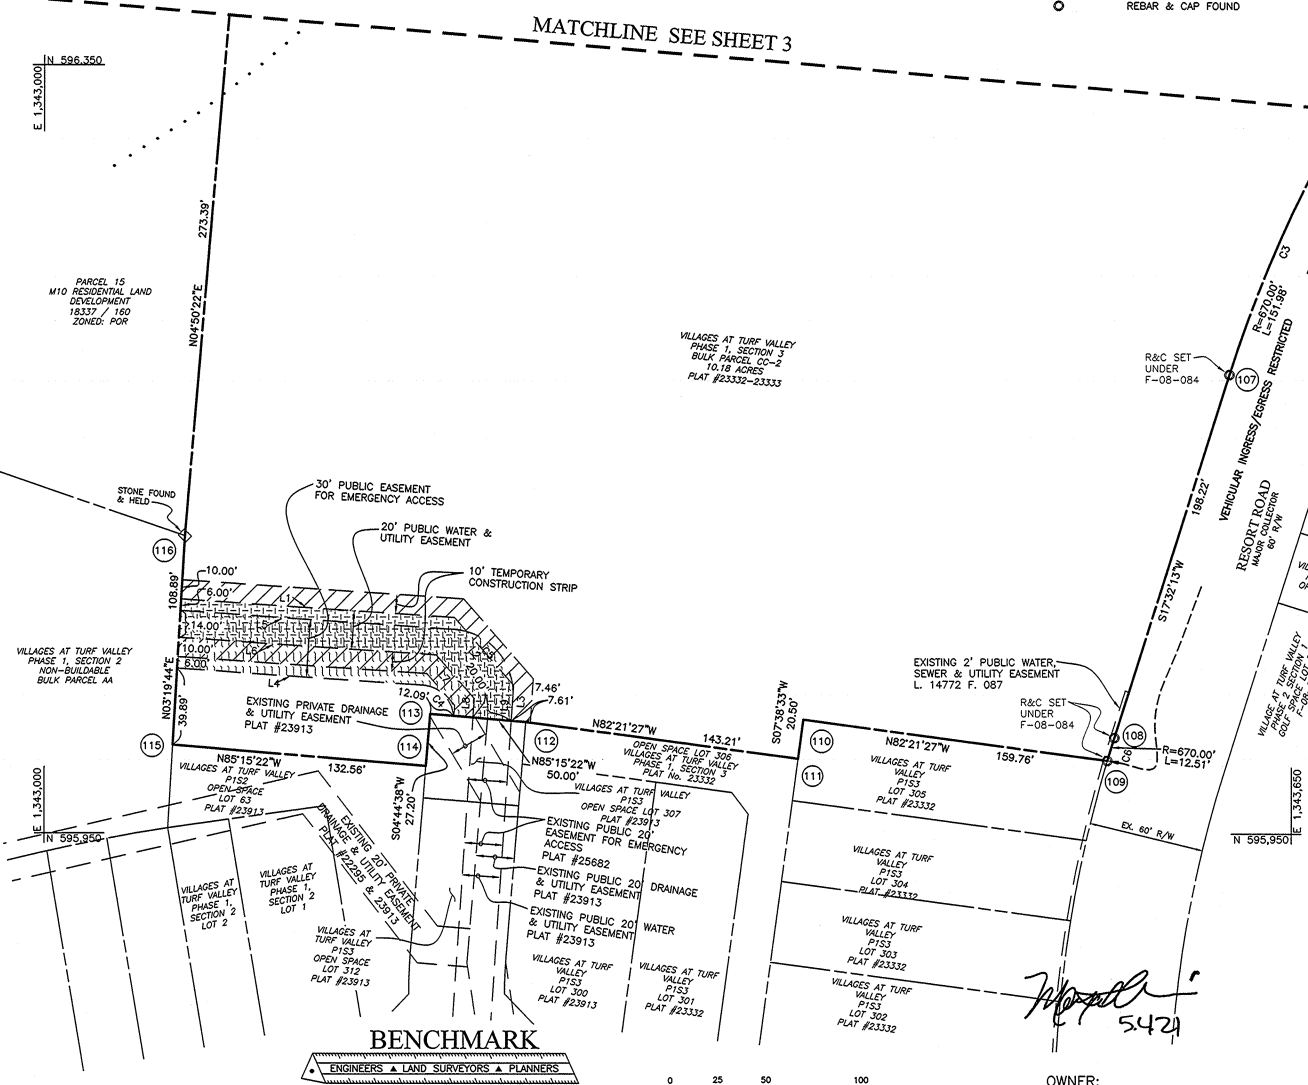 REBAR & CAP FOUND
MATCHLINE SEE SHEET 3
N 596,350
E 1,343,000
273.39'
N04°50'22"E
PARCEL 15
M10 RESIDENTIAL LAND
DEVELOPMENT
18337 / 160
ZONED: POR
VILLAGES AT TURF VALLEY
PHASE 1, SECTION 3
BULK PARCEL CC-2
10.18 ACRES
PLAT #23332-23333
C3
R=670.00'
L=151.98'
R&C SET
UNDER
F-08-084
107
VEHICULAR INGRESS/EGRESS RESTRICTED
198.22'
RESORT ROAD
MAJOR COLLECTOR
60' R/W
S17°32'13"W
STONE FOUND
& HELD
116
30' PUBLIC EASEMENT
FOR EMERGENCY ACCESS
20' PUBLIC WATER &
UTILITY EASEMENT
10' TEMPORARY
CONSTRUCTION STRIP
10.00'
6.00'
L1
108.89'
14.00'
L5
10.00'
L6
6.00'
L4
N03°19'44"E
39.89'
VILLAGES AT TURF VALLEY
PHASE 1, SECTION 2
NON-BUILDABLE
BULK PARCEL AA
EXISTING PRIVATE DRAINAGE
& UTILITY EASEMENT
PLAT #23913
12.09'
C4
L3
7.46'
7.61'
113
114
115
112
N85°15'22"W
132.56'
N85°15'22"W
50.00'
S04°44'38"W
27.20'
N82°21'27"W
143.21'
S07°38'33"W
20.50'
110
111
N82°21'27"W
159.76'
EXISTING 2' PUBLIC WATER,
SEWER & UTILITY EASEMENT
L. 14772 F. 087
R&C SET
UNDER
F-08-084
108
C6
R=670.00'
L=12.51'
109
VILLAGE AT TURF VALLEY
PHASE 2 SECTION 1
GOLF SPACE LOT
OPEN SPACE LOT 306
VILLAGES AT TURF VALLEY
PHASE 1, SECTION 3
PLAT No. 23332
VILLAGES AT TURF VALLEY
P1S3
OPEN SPACE LOT 307
PLAT #23913
VILLAGES AT TURF
VALLEY
P1S3
LOT 305
PLAT #23332
VILLAGES AT TURF VALLEY
P1S2
OPEN SPACE
LOT 63
PLAT #23913
E 1,343,000
N 595,950
E 1,343,650
N 595,950
EX. 60' R/W
EXISTING 20' PRIVATE
DRAINAGE & UTILITY EASEMENT
PLAT #22295 & 23913
EXISTING PUBLIC 20'
EASEMENT FOR EMERGENCY
ACCESS
PLAT #25682
EXISTING PUBLIC 20' DRAINAGE
& UTILITY EASEMENT
PLAT #23913
EXISTING PUBLIC 20' WATER
& UTILITY EASEMENT
PLAT #23913
VILLAGES AT TURF
VALLEY
P1S3
LOT 304
PLAT #23332
VILLAGES AT
TURF VALLEY
PHASE 1,
SECTION 2
LOT 2
VILLAGES AT
TURF VALLEY
PHASE 1,
SECTION 2
LOT 1
VILLAGES AT
TURF VALLEY
P1S3
OPEN SPACE
LOT 312
PLAT #23913
VILLAGES AT TURF
VALLEY
P1S3
LOT 303
PLAT #23332
VILLAGES AT TURF
VALLEY
P1S3
LOT 300
PLAT #23913
VILLAGES AT TURF
VALLEY
P1S3
LOT 301
PLAT #23332
VILLAGES AT TURF
VALLEY
P1S3
LOT 302
PLAT #23332
5.4.21
BENCHMARK
ENGINEERS ▲ LAND SURVEYORS ▲ PLANNERS
0 25 50 100
OWNER: